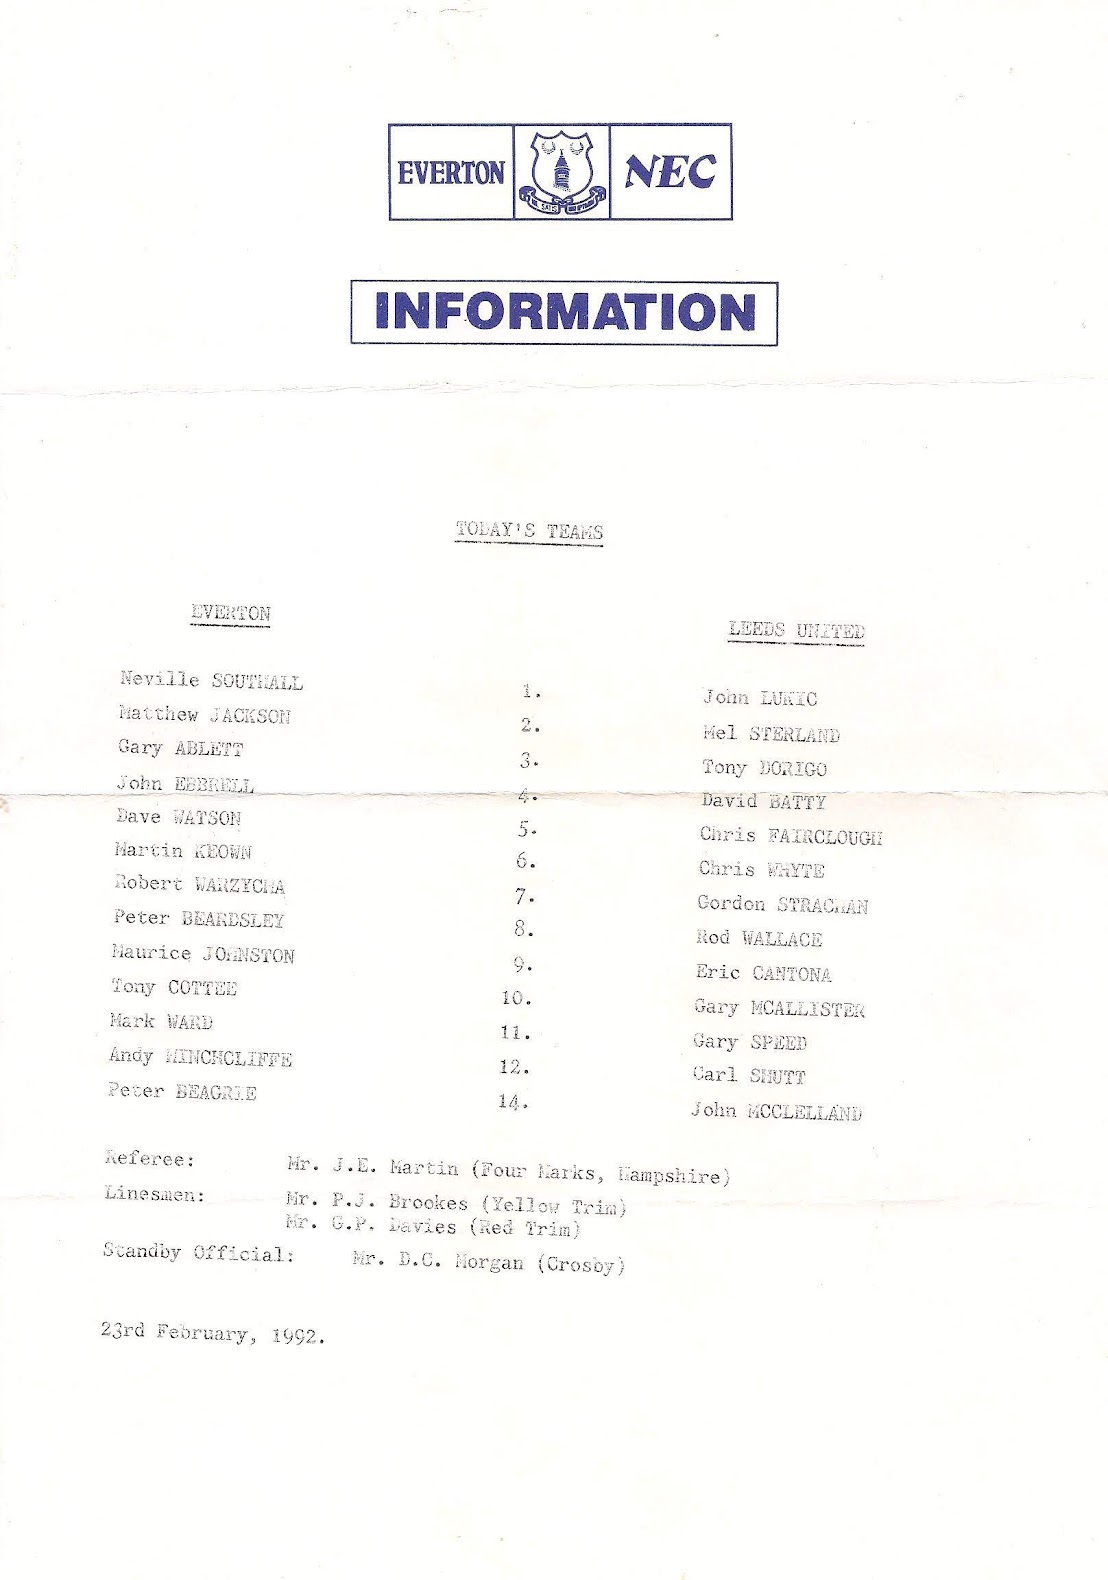 EVERTON NEC
INFORMATION
TODAY'S TEAMS
EVERTON LEEDS UNITED
Neville SOUTHALL 1. John LUKIC
Matthew JACKSON 2. Mel STERLAND
Gary ABLETT 3. Tony DORIGO
John EBBRELL 4. David BATTY
Dave WATSON 5. Chris FAIRCLOUGH
Martin KEOWN 6. Chris WHYTE
Robert WARZYCHA 7. Gordon STRACHAN
Peter BEARDSLEY 8. Rod WALLACE
Maurice JOHNSTON 9. Eric CANTONA
Tony COTTEE 10. Gary MCALLISTER
Mark WARD 11. Gary SPEED
Andy HINCHCLIFFE 12. Carl SHUTT
Peter BEAGRIE 14. John MCCLELLAND
Referee: Mr. J.E. Martin (Four Marks, Hampshire)
Linesmen: Mr. P.J. Brookes (Yellow Trim)
Mr. G.P. Davies (Red Trim)
Standby Official: Mr. D.C. Morgan (Crosby)
23rd February, 1992.